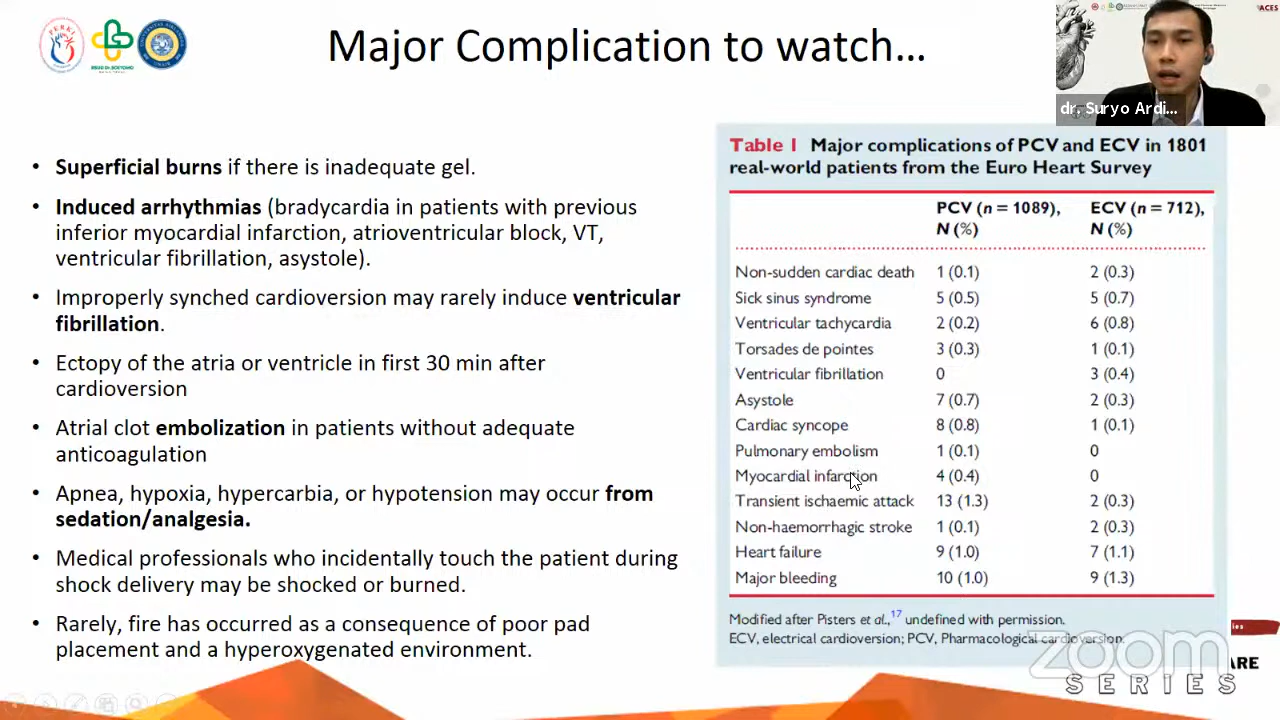 Major Complication to watch...
dr. Suryo Ardi...
ACES
PERKI
• Superficial burns if there is inadequate gel.
• Induced arrhythmias (bradycardia in patients with previous
inferior myocardial infarction, atrioventricular block, VT,
ventricular fibrillation, asystole).
• Improperly synched cardioversion may rarely induce ventricular
fibrillation.
• Ectopy of the atria or ventricle in first 30 min after
cardioversion
• Atrial clot embolization in patients without adequate
anticoagulation
• Apnea, hypoxia, hypercarbia, or hypotension may occur from
sedation/analgesia.
• Medical professionals who incidentally touch the patient during
shock delivery may be shocked or burned.
• Rarely, fire has occurred as a consequence of poor pad
placement and a hyperoxygenated environment.
Table 1 Major complications of PCV and ECV in 1801
real-world patients from the Euro Heart Survey
PCV (n = 1089), ECV (n = 712),
N (%) N (%)
Non-sudden cardiac death 1 (0.1) 2 (0.3)
Sick sinus syndrome 5 (0.5) 5 (0.7)
Ventricular tachycardia 2 (0.2) 6 (0.8)
Torsades de pointes 3 (0.3) 1 (0.1)
Ventricular fibrillation 0 3 (0.4)
Asystole 7 (0.7) 2 (0.3)
Cardiac syncope 8 (0.8) 1 (0.1)
Pulmonary embolism 1 (0.1) 0
Myocardial infarction 4 (0.4) 0
Transient ischaemic attack 13 (1.3) 2 (0.3)
Non-haemorrhagic stroke 1 (0.1) 2 (0.3)
Heart failure 9 (1.0) 7 (1.1)
Major bleeding 10 (1.0) 9 (1.3)
Modified after Pisters et al.,17 undefined with permission.
ECV, electrical cardioversion; PCV, Pharmacological cardioversion.
zoom
SERIES